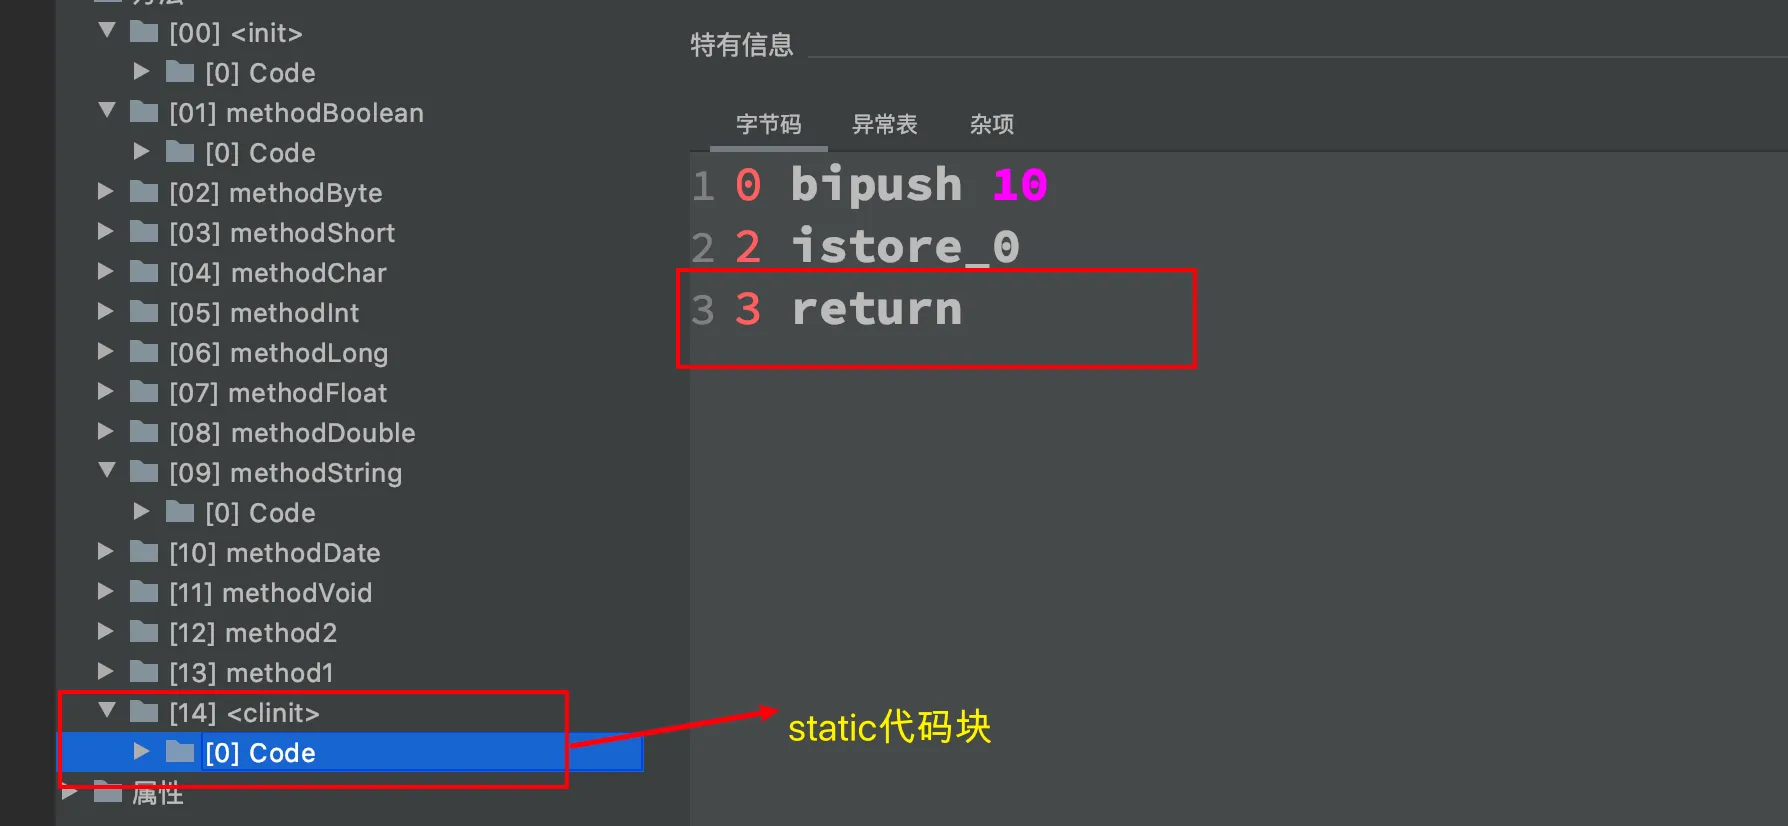 [00] <init>
[0] Code
[01] methodBoolean
[0] Code
[02] methodByte
[03] methodShort
[04] methodChar
[05] methodInt
[06] methodLong
[07] methodFloat
[08] methodDouble
[09] methodString
[0] Code
[10] methodDate
[11] methodVoid
[12] method2
[13] method1
[14] <clinit>
[0] Code
属性
特有信息
字节码 异常表 杂项
1 0 bipush 10
2 2 istore_0
3 3 return
static代码块